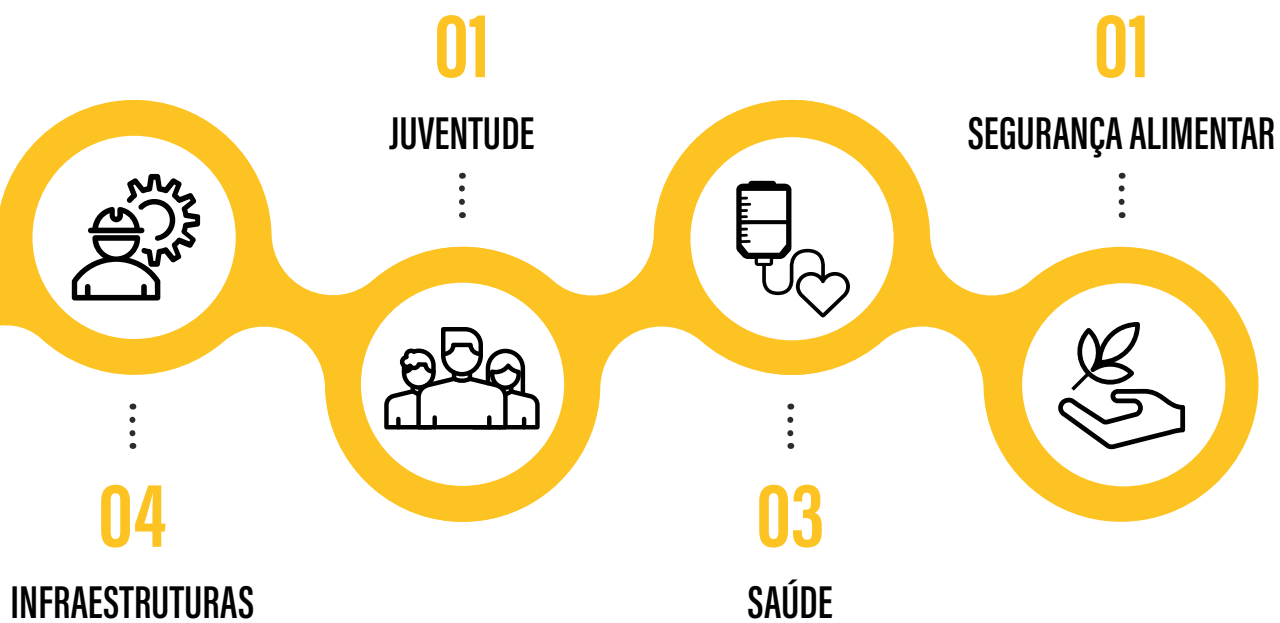 01
JUVENTUDE
01
SEGURANÇA ALIMENTAR
04
INFRAESTRUTURAS
03
SAÚDE